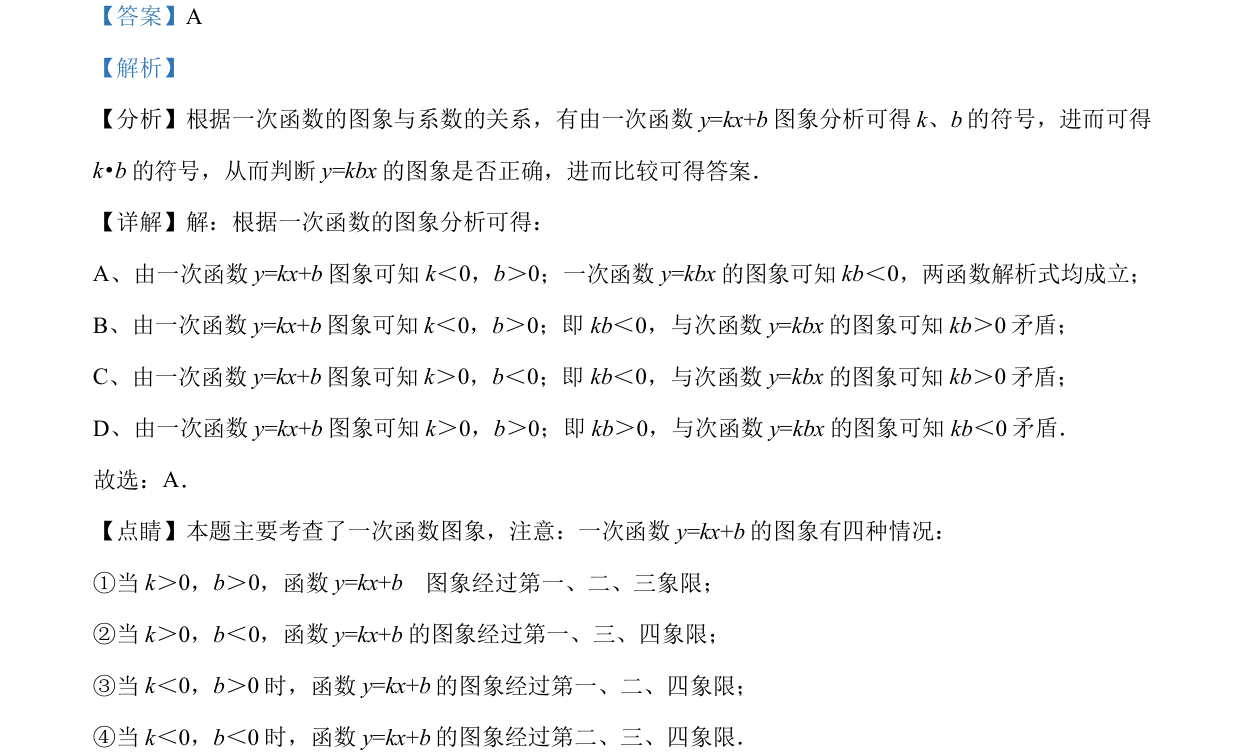 【答案】A
【解析】
【分析】根据一次函数的图象与系数的关系，有由一次函数 y=kx+b 图象分析可得 k、b 的符号，进而可得
k•b 的符号，从而判断 y=kbx 的图象是否正确，进而比较可得答案．
【详解】解：根据一次函数的图象分析可得：
A、由一次函数 y=kx+b 图象可知 k＜0，b＞0；一次函数 y=kbx 的图象可知 kb＜0，两函数解析式均成立；
B、由一次函数 y=kx+b 图象可知 k＜0，b＞0；即 kb＜0，与次函数 y=kbx 的图象可知 kb＞0 矛盾；
C、由一次函数 y=kx+b 图象可知 k＞0，b＜0；即 kb＜0，与次函数 y=kbx 的图象可知 kb＞0 矛盾；
D、由一次函数 y=kx+b 图象可知 k＞0，b＞0；即 kb＞0，与次函数 y=kbx 的图象可知 kb＜0 矛盾．
故选：A．
【点睛】本题主要考查了一次函数图象，注意：一次函数 y=kx+b 的图象有四种情况：
①当 k＞0，b＞0，函数 y=kx+b 图象经过第一、二、三象限；
②当 k＞0，b＜0，函数 y=kx+b 的图象经过第一、三、四象限；
③当 k＜0，b＞0 时，函数 y=kx+b 的图象经过第一、二、四象限；
④当 k＜0，b＜0 时，函数 y=kx+b 的图象经过第二、三、四象限．